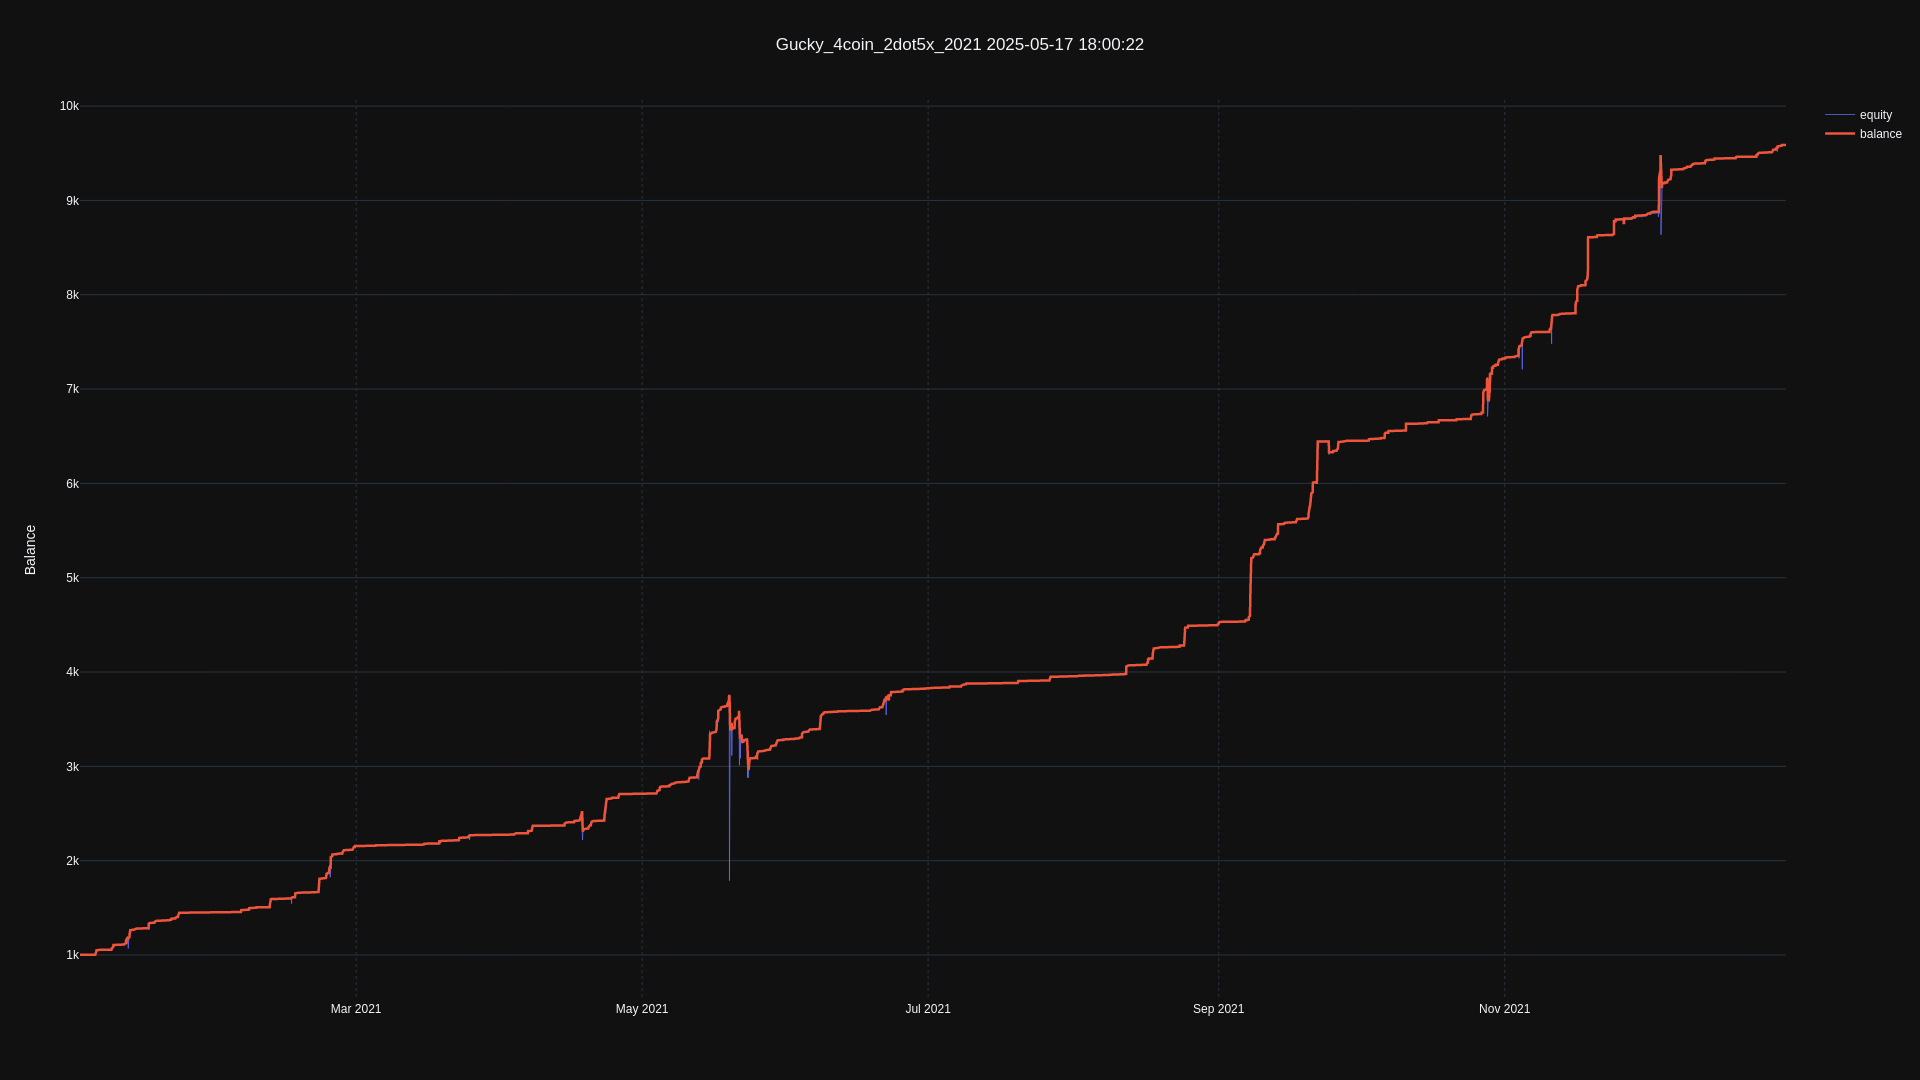 Gucky_4coin_2dot5x_2021 2025-05-17 18:00:22
equity
balance
10k
9k
8k
7k
6k
5k
4k
3k
2k
1k
Balance
Mar 2021
May 2021
Jul 2021
Sep 2021
Nov 2021